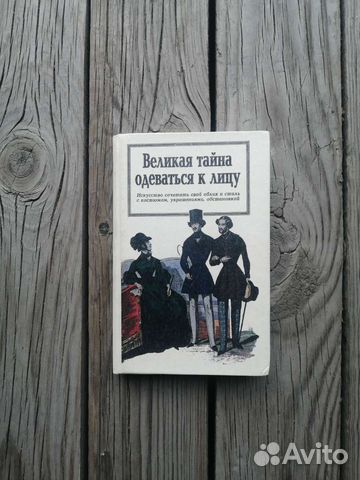 Великая тайна
одеваться к лицу
Искусство сочетать свой облик и стиль
с костюмом, украшениями, обстановкой
Avito